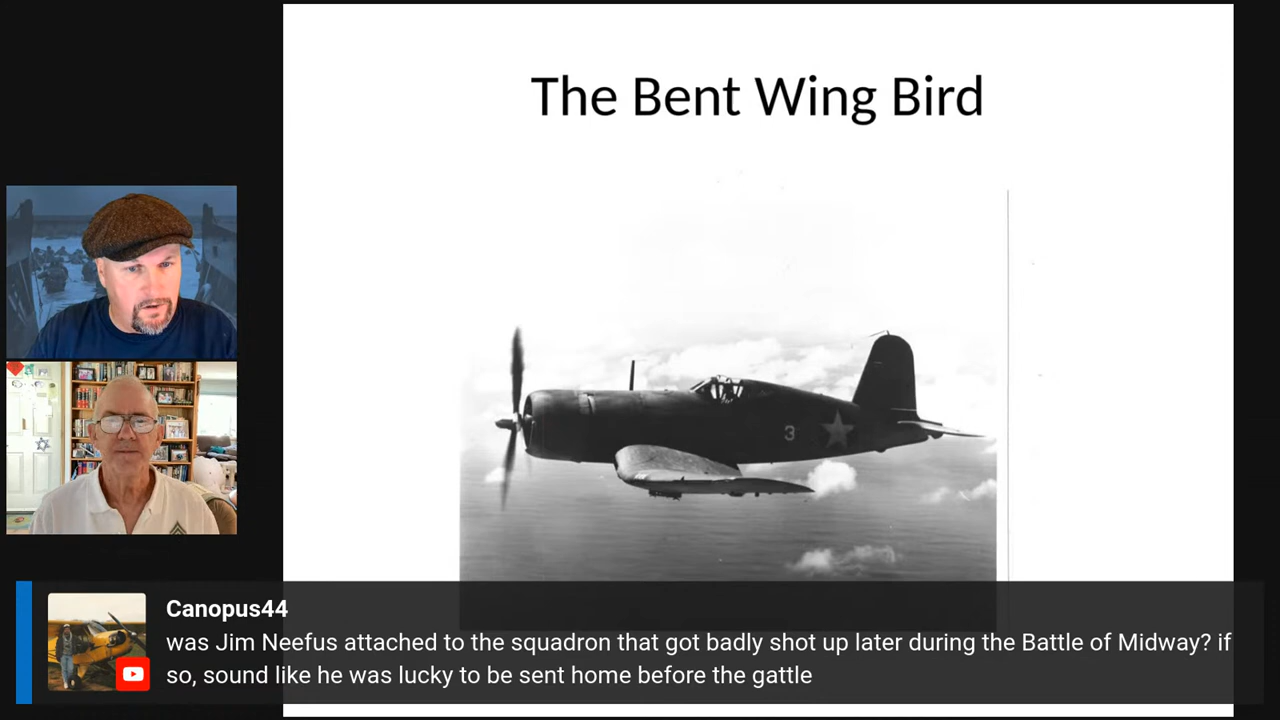 The Bent Wing Bird
3
Canopus44
was Jim Neefus attached to the squadron that got badly shot up later during the Battle of Midway? if
so, sound like he was lucky to be sent home before the gattle